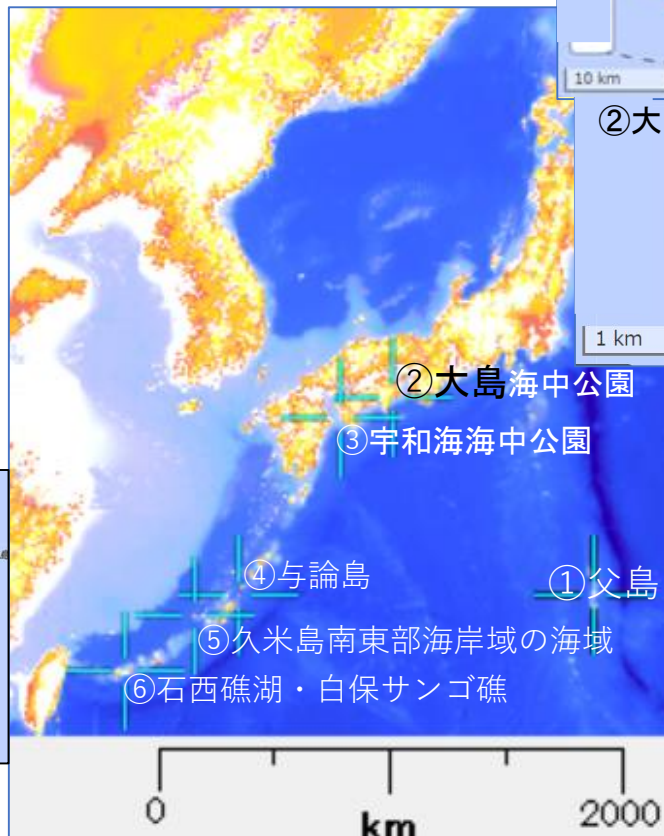 10 km
②大
1 km
②大島海中公園
③宇和海海中公園
④与論島
①父島
⑤久米島南東部海岸域の海域
⑥石西礁湖・白保サンゴ礁
0
km
2000